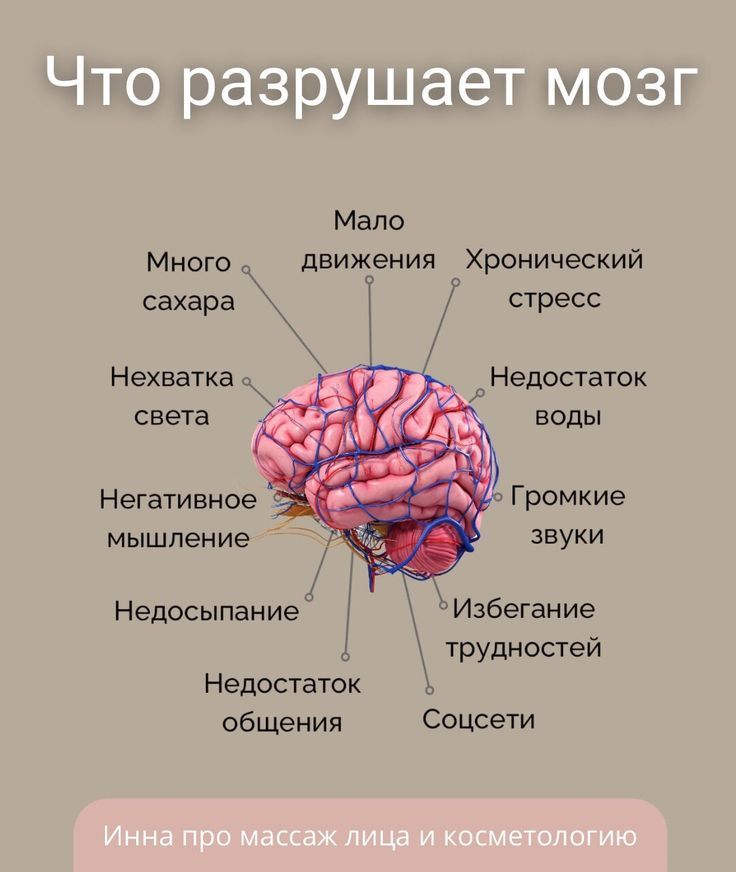 Что разрушает мозг
Мало
движения
Много
сахара
Хронический
стресс
Нехватка
света
Недостаток
воды
Негативное
мышление
Громкие
звуки
Недосыпание
Избегание
трудностей
Недостаток
общения
Соцсети
Инна про массаж лица и косметологию